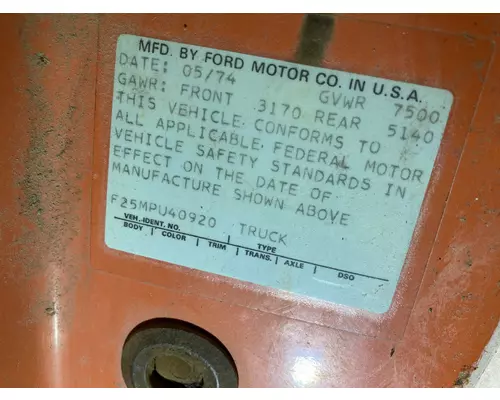 MFD. BY FORD MOTOR CO. IN U.S.A.
DATE: 05/74 GVWR 7500
GAWR: FRONT 3170 REAR 5140
THIS VEHICLE CONFORMS TO
ALL APPLICABLE FEDERAL MOTOR
VEHICLE SAFETY STANDARDS IN
EFFECT ON THE DATE OF
MANUFACTURE SHOWN ABOVE
F25MPU40920 TRUCK
VEH. IDENT. NO. TYPE
BODY COLOR TRIM TRANS. AXLE DSO